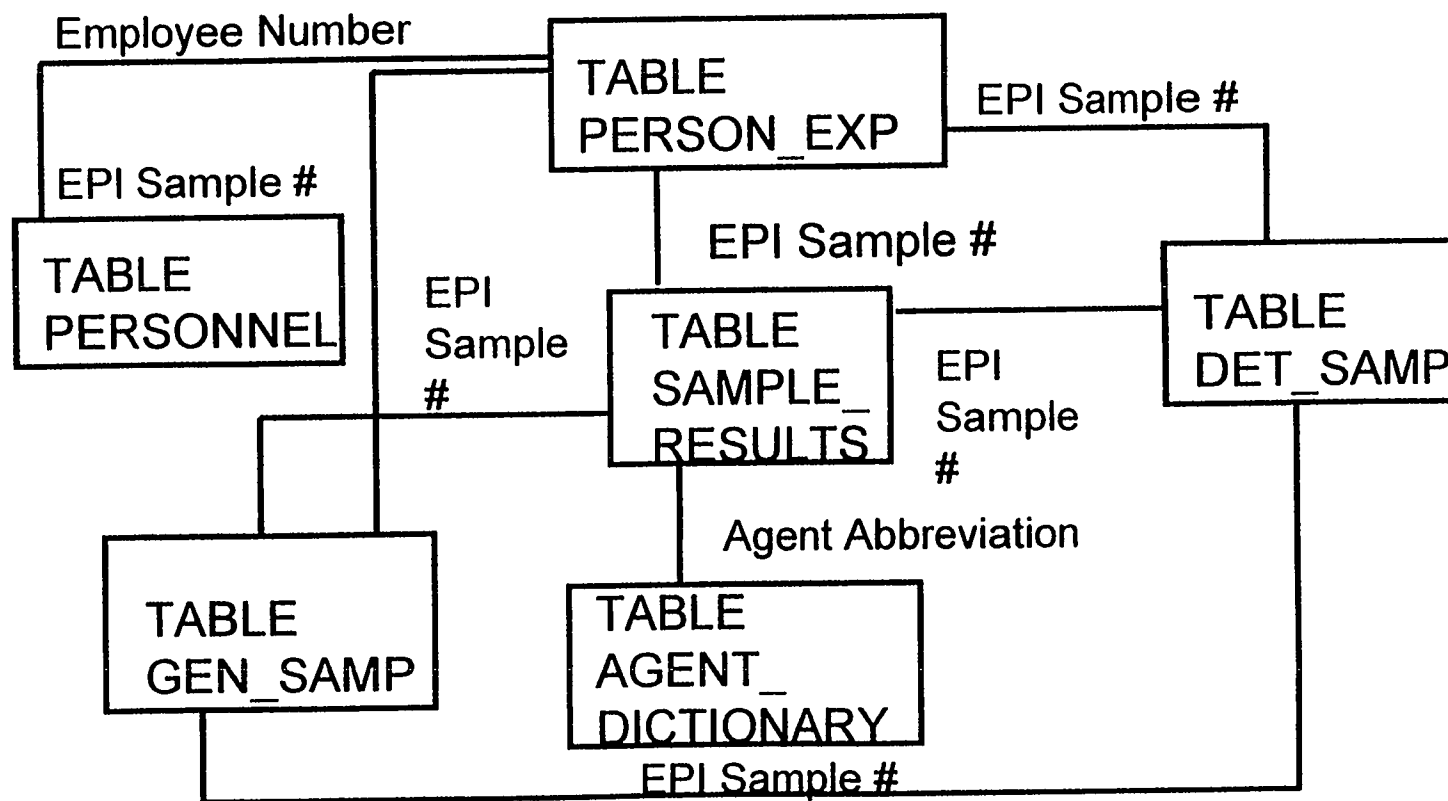 Employee Number
TABLE
PERSON_EXP
EPI Sample #
EPI Sample #
TABLE
PERSONNEL
EPI Sample #
EPI
Sample
#
TABLE
SAMPLE_
RESULTS
EPI
Sample
#
TABLE
DET_SAMP
Agent Abbreviation
TABLE
GEN_SAMP
TABLE
AGENT_
DICTIONARY
EPI Sample #